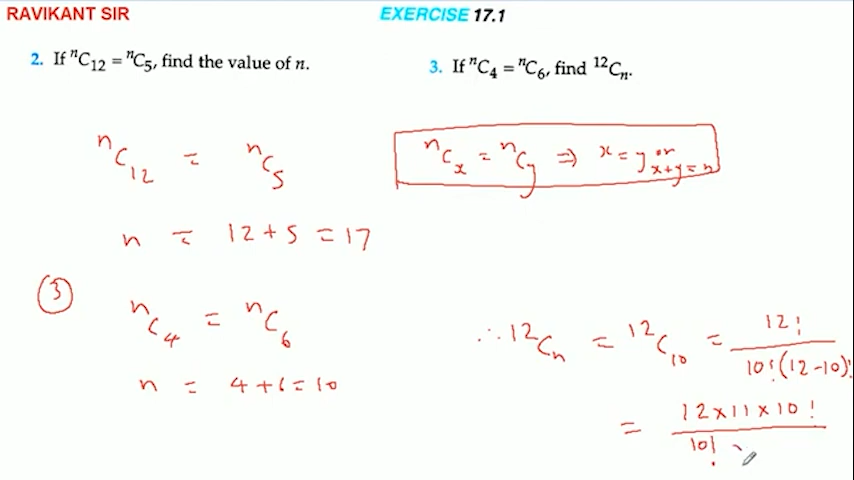 RAVIKANT SIR
EXERCISE 17.1
2. If ⁿC₁₂ = ⁿC₅, find the value of n.
3. If ⁿC₄ = ⁿC₆, find ¹²Cₙ.
ⁿC₁₂ = ⁿC₅
ⁿCₓ = ⁿCy ⇒ x = y or x+y=n
n = 12+5 = 17
③
ⁿC₄ = ⁿC₆
n = 4+6=10
∴ ¹²Cₙ = ¹²C₁₀ = 12! / 10!(12-10)!
= 12×11×10! / 10!